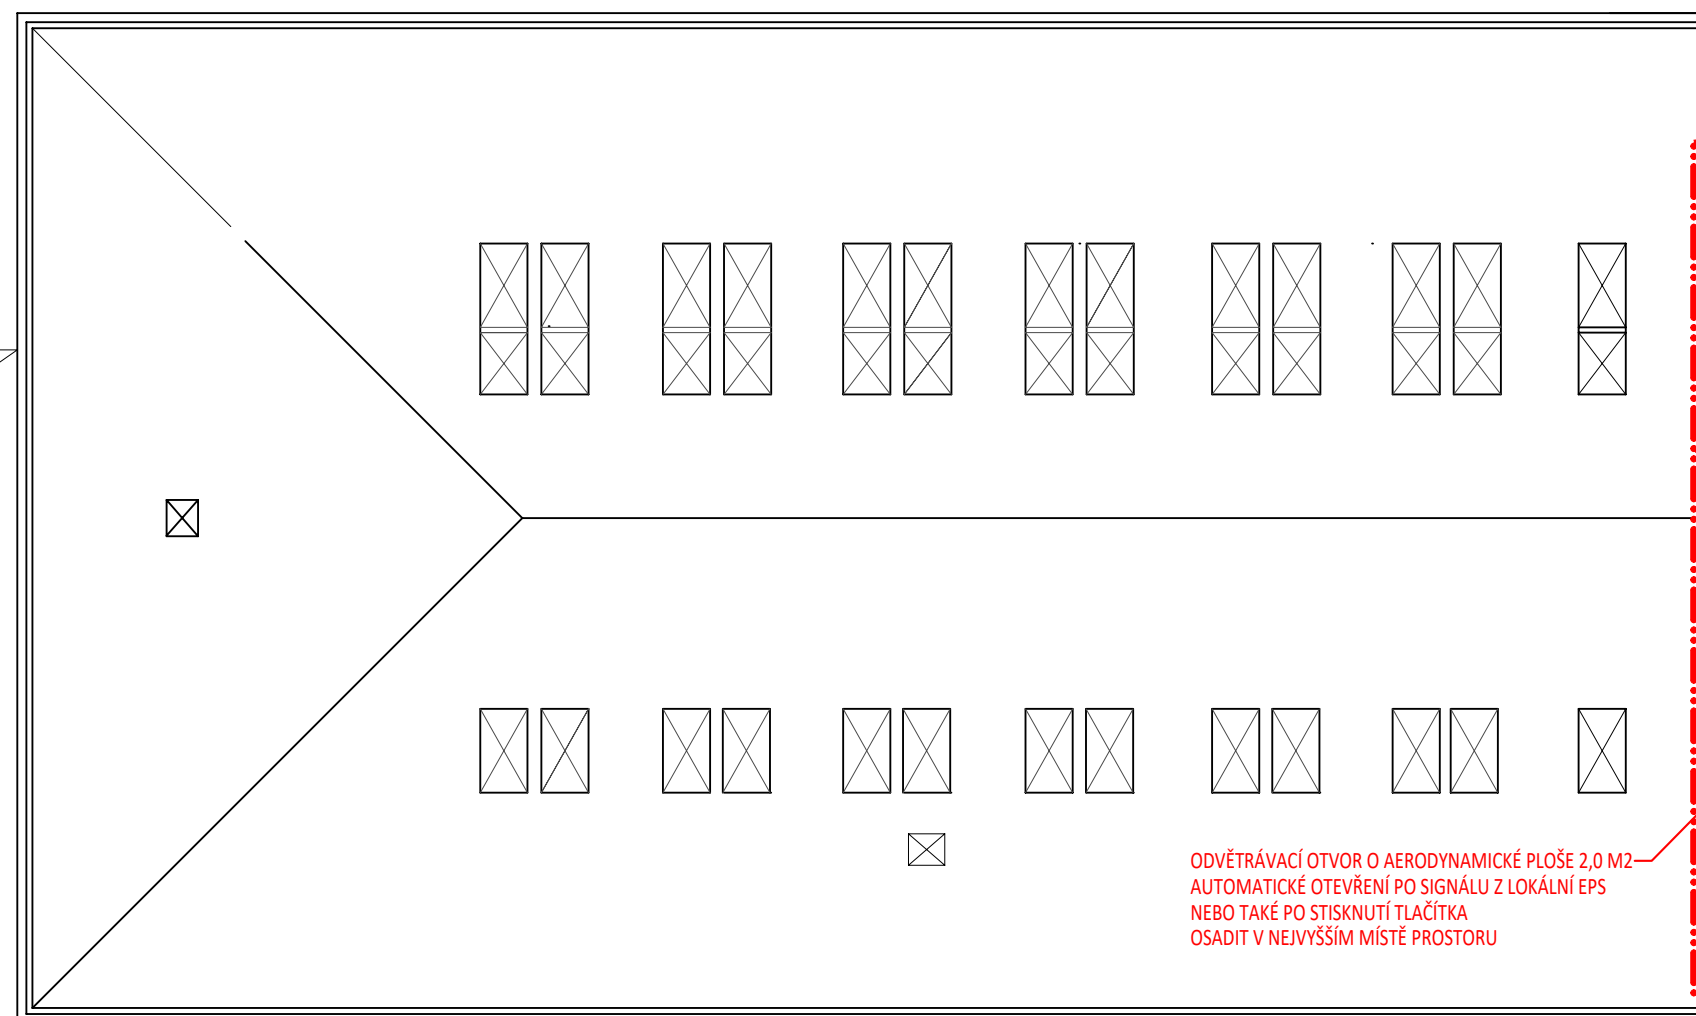 ODVĚTRÁVACÍ OTVOR O AERODYNAMICKÉ PLOŠE 2,0 M2
AUTOMATICKÉ OTEVŘENÍ PO SIGNÁLU Z LOKÁLNÍ EPS
NEBO TAKÉ PO STISKNUTÍ TLAČÍTKA
OSADIT V NEJVYŠŠÍM MÍSTĚ PROSTORU